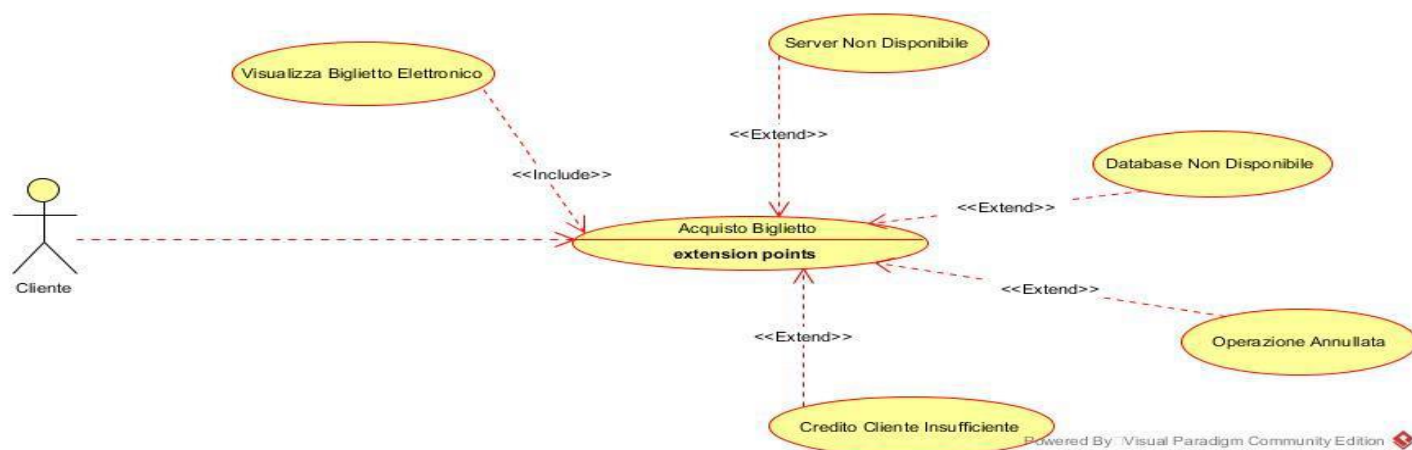 Server Non Disponibile
Visualizza Biglietto Elettronico
<<Extend>>
Database Non Disponibile
<<Include>>
<<Extend>>
Acquisto Biglietto
extension points
Cliente
<<Extend>>
<<Extend>>
Operazione Annullata
Credito Cliente Insufficiente
Powered By Visual Paradigm Community Edition